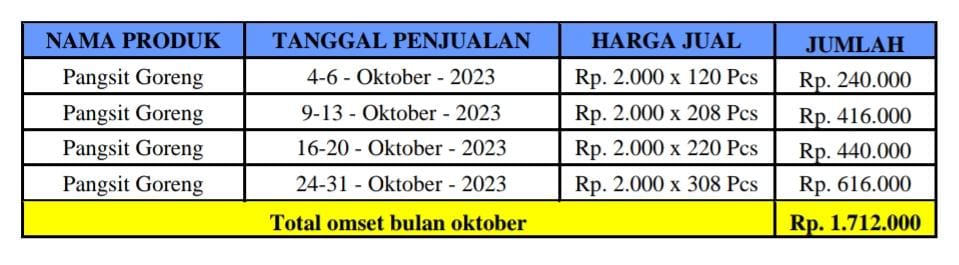 NAMA PRODUK TANGGAL PENJUALAN HARGA JUAL JUMLAH
Pangsit Goreng 4-6 - Oktober - 2023 Rp. 2.000 x 120 Pcs Rp. 240.000
Pangsit Goreng 9-13 - Oktober - 2023 Rp. 2.000 x 208 Pcs Rp. 416.000
Pangsit Goreng 16-20 - Oktober - 2023 Rp. 2.000 x 220 Pcs Rp. 440.000
Pangsit Goreng 24-31 - Oktober - 2023 Rp. 2.000 x 308 Pcs Rp. 616.000
Total omset bulan oktober Rp. 1.712.000